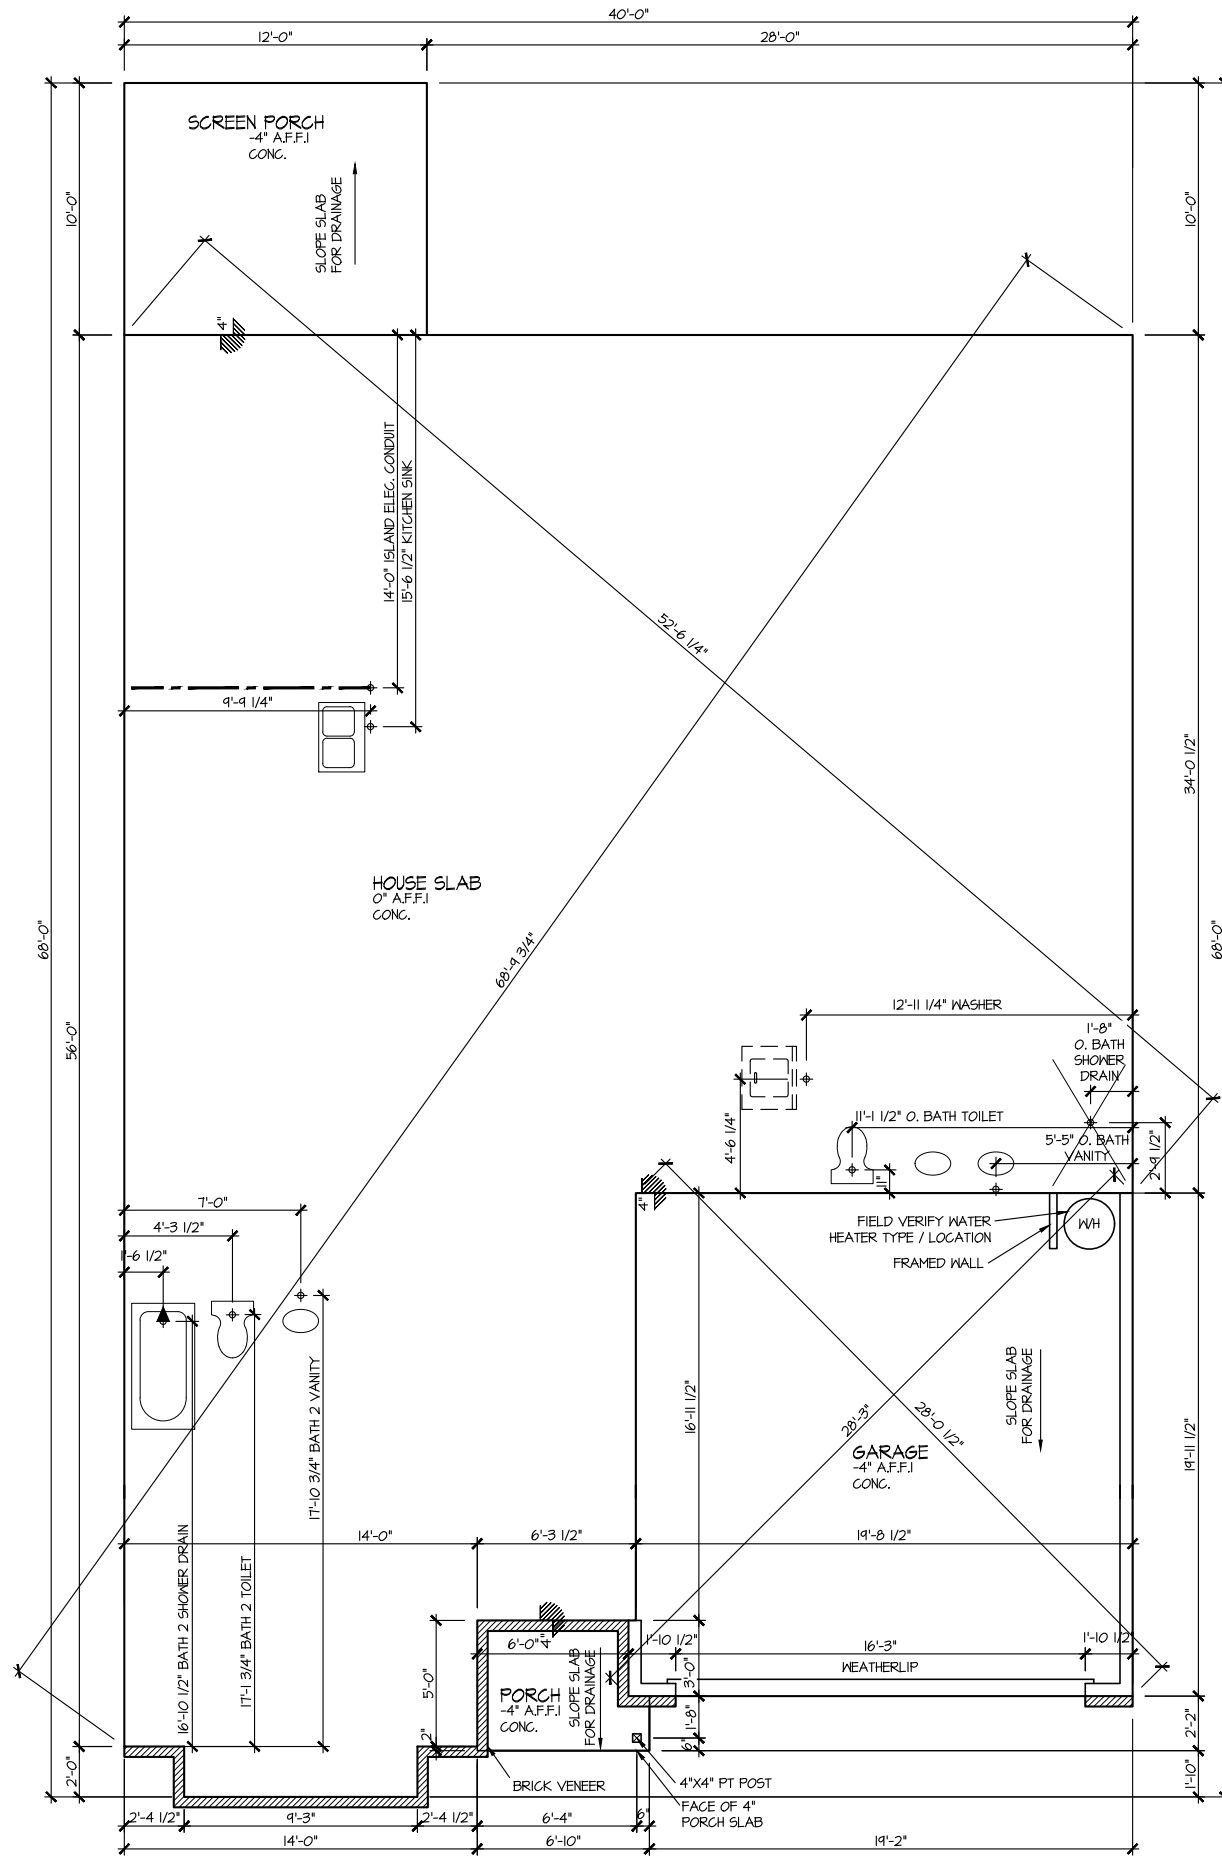 40'-0"
12'-0"
28'-0"
SCREEN PORCH
-4" A.F.F.I
CONC.
SLOPE SLAB
FOR DRAINAGE
10'-0"
10'-0"
4"
14'-0" ISLAND ELEC. CONDUIT
15'-6 1/2" KITCHEN SINK
52'-6 1/4"
9'-9 1/4"
34'-0 1/2"
HOUSE SLAB
0" A.F.F.I
CONC.
68'-0"
68'-0"
68'-9 3/4"
56'-0"
12'-11 1/4" WASHER
1'-8"
O. BATH
SHOWER
DRAIN
4'-6 1/4"
11'-1 1/2" O. BATH TOILET
5'-5" O. BATH
VANITY
2'-9 1/2"
11"
4"
7'-0"
4'-3 1/2"
1'-6 1/2"
FIELD VERIFY WATER
HEATER TYPE / LOCATION
W/H
FRAMED WALL
16'-10 1/2" BATH 2 SHOWER DRAIN
17'-1 3/4" BATH 2 TOILET
17'-10 3/4" BATH 2 VANITY
16'-11 1/2"
SLOPE SLAB
FOR DRAINAGE
28'-3"
28'-0 1/2"
GARAGE
-4" A.F.F.I
CONC.
19'-11 1/2"
14'-0"
6'-3 1/2"
19'-8 1/2"
6'-0"
4"
1'-10 1/2"
16'-3"
1'-10 1/2"
WEATHERLIP
5'-0"
3'-0"
PORCH
-4" A.F.F.I
CONC.
SLOPE SLAB
FOR DRAINAGE
2"
1'-8"
6"
2'-2"
2'-0"
1'-10"
BRICK VENEER
4"X4" PT POST
FACE OF 4"
PORCH SLAB
2'-4 1/2"
9'-3"
2'-4 1/2"
6'-4"
6"
14'-0"
6'-10"
19'-2"